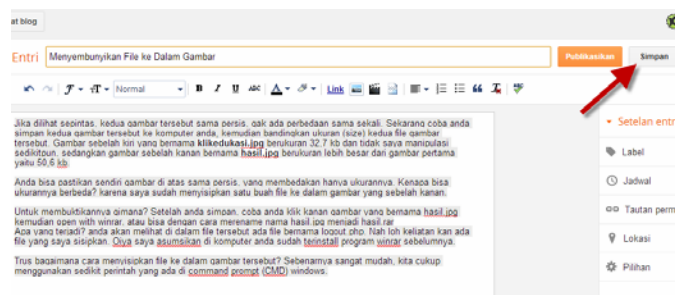 at blog
Entri Menyembunyikan File ke Dalam Gambar Publikasikan Simpan
Normal B I U ABC A Link
Jika dilihat sepintas, kedua gambar tersebut sama persis, gak ada perbedaan sama sekali. Sekarang coba anda
simpan kedua gambar tersebut ke komputer anda, kemudian bandingkan ukuran (size) kedua file gambar
tersebut. Gambar sebelah kiri yang bernama klikedukasi.jpg berukuran 32,7 kb dan tidak saya manipulasi
sedikitpun, sedangkan gambar sebelah kanan bernama hasil.jpg berukuran lebih besar dari gambar pertama
yaitu 50,6 kb.
Anda bisa pastikan sendiri gambar di atas sama persis, yang membedakan hanya ukurannya. Kenapa bisa
ukurannya berbeda? karena saya sudah menyisipkan satu buah file ke dalam gambar yang sebelah kanan.
Untuk membuktikannya gimana? Setelah anda simpan, coba anda klik kanan gambar yang bernama hasil.jpg
kemudian open with winrar, atau bisa dengan cara merename nama hasil.jpg menjadi hasil.rar
Apa yang terjadi? anda akan melihat di dalam file tersebut ada file bernama logout.php. Nah loh keliatan kan ada
file yang saya sisipkan. Oiya saya asumsikan di komputer anda sudah terinstall program winrar sebelumnya.
Trus bagaimana cara menyisipkan file ke dalam gambar tersebut? Sebenarnya sangat mudah, kita cukup
menggunakan sedikit perintah yang ada di command prompt (CMD) windows.
Setelan entri
Label
Jadwal
Tautan perm
Lokasi
Pilihan